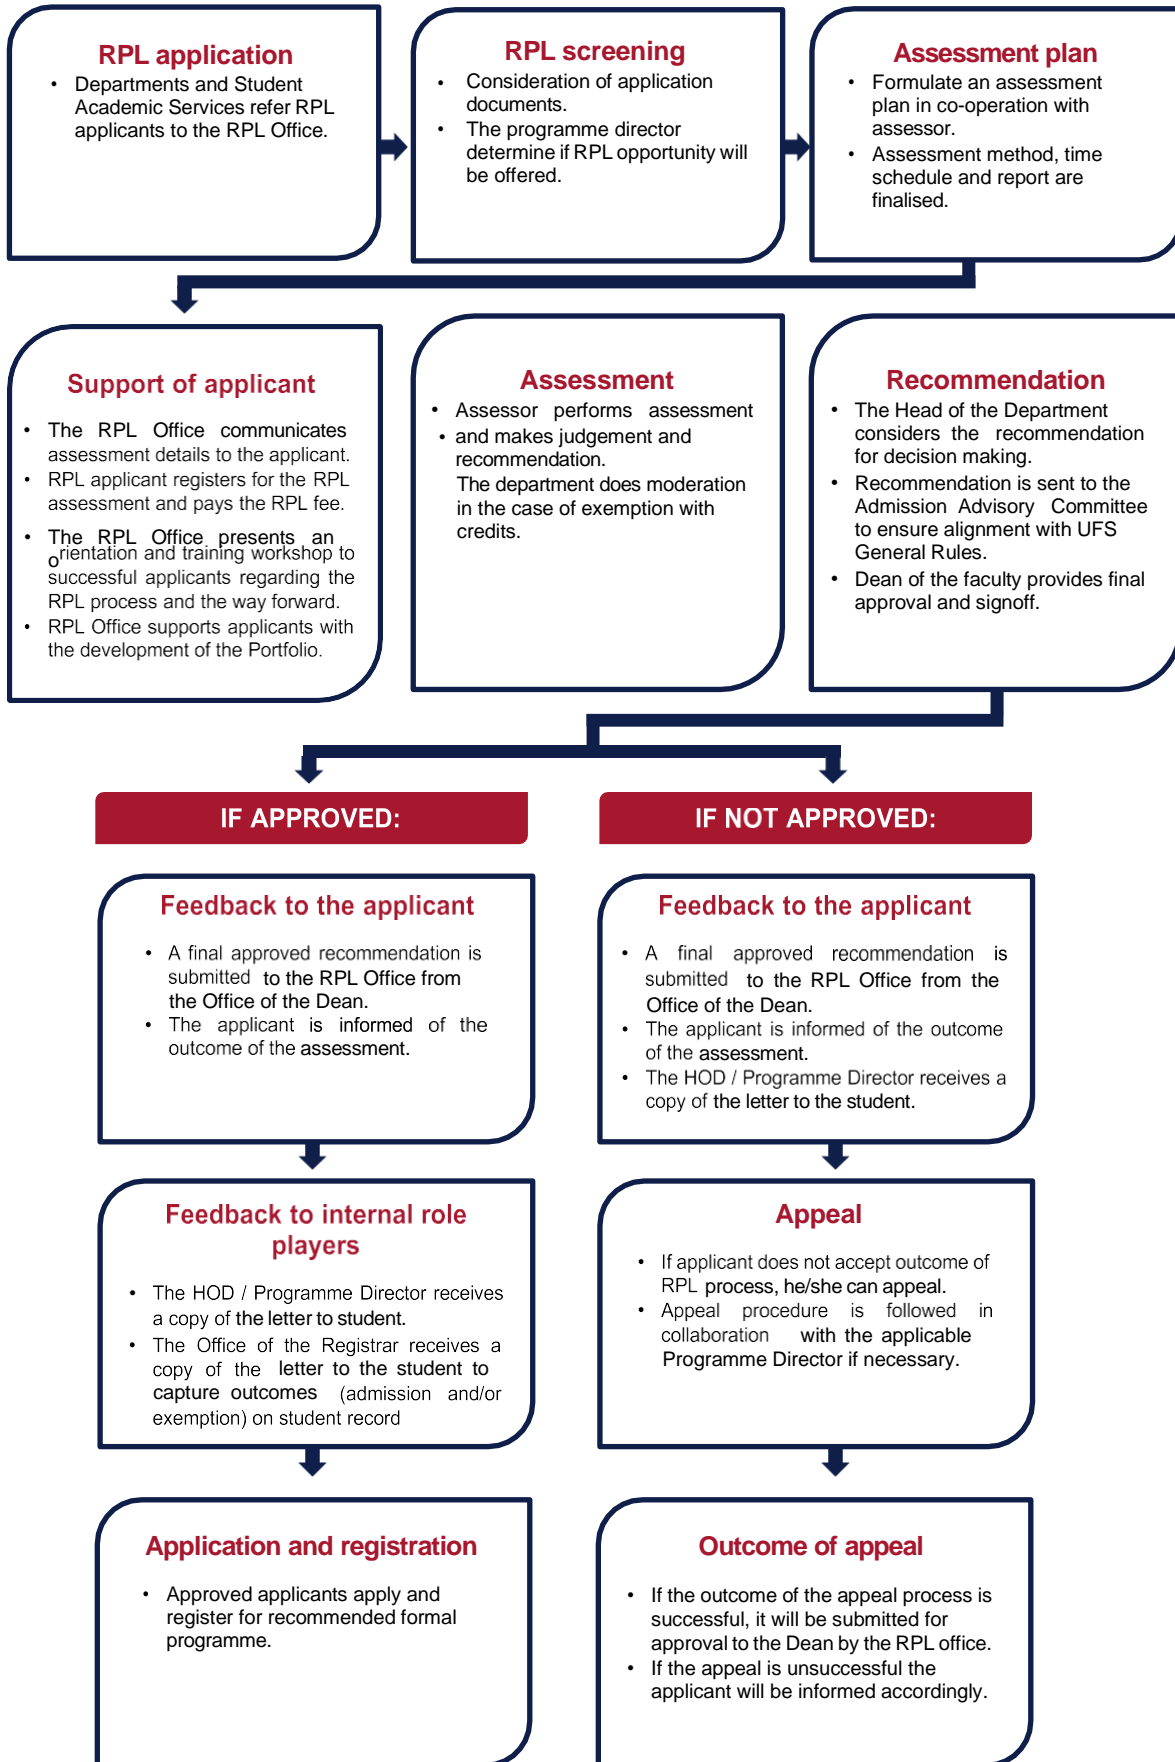 RPL application
• Departments and Student
Academic Services refer RPL
applicants to the RPL Office.
RPL screening
• Consideration of application
documents.
• The programme director
determine if RPL opportunity will
be offered.
Assessment plan
• Formulate an assessment
plan in co-operation with
assessor.
• Assessment method, time
schedule and report are
finalised.
Support of applicant
• The RPL Office communicates
assessment details to the applicant.
• RPL applicant registers for the RPL
assessment and pays the RPL fee.
• The RPL Office presents an
orientation and training workshop to
successful applicants regarding the
RPL process and the way forward.
• RPL Office supports applicants with
the development of the Portfolio.
Assessment
• Assessor performs assessment
• and makes judgement and
recommendation.
The department does moderation
in the case of exemption with
credits.
Recommendation
• The Head of the Department
considers the recommendation
for decision making.
• Recommendation is sent to the
Admission Advisory Committee
to ensure alignment with UFS
General Rules.
• Dean of the faculty provides final
approval and signoff.
IF APPROVED:
IF NOT APPROVED:
Feedback to the applicant
• A final approved recommendation is
submitted to the RPL Office from
the Office of the Dean.
• The applicant is informed of the
outcome of the assessment.
Feedback to the applicant
• A final approved recommendation is
submitted to the RPL Office from the
Office of the Dean.
• The applicant is informed of the outcome
of the assessment.
• The HOD / Programme Director receives a
copy of the letter to the student.
Feedback to internal role
players
• The HOD / Programme Director receives
a copy of the letter to student.
• The Office of the Registrar receives a
copy of the letter to the student to
capture outcomes (admission and/or
exemption) on student record
Appeal
• If applicant does not accept outcome of
RPL process, he/she can appeal.
• Appeal procedure is followed in
collaboration with the applicable
Programme Director if necessary.
Application and registration
• Approved applicants apply and
register for recommended formal
programme.
Outcome of appeal
• If the outcome of the appeal process is
successful, it will be submitted for
approval to the Dean by the RPL office.
• If the appeal is unsuccessful the
applicant will be informed accordingly.